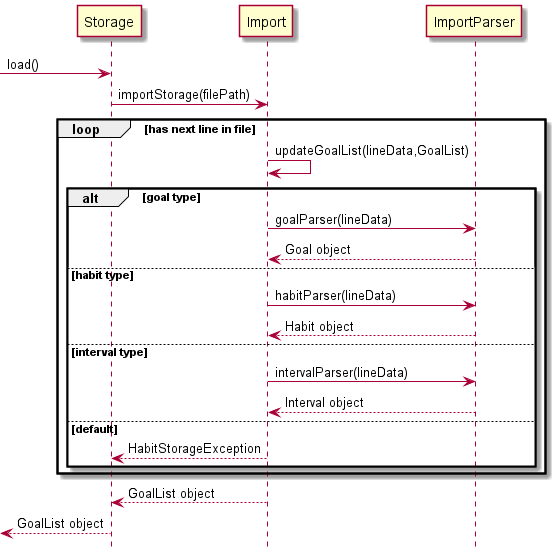 Storage Import ImportParser
load()
importStorage(filePath)
loop [has next line in file]
updateGoalList(lineData,GoalList)
alt [goal type]
goalParser(lineData)
Goal object
[habit type]
habitParser(lineData)
Habit object
[interval type]
intervalParser(lineData)
Interval object
[default]
HabitStorageException
GoalList object
GoalList object